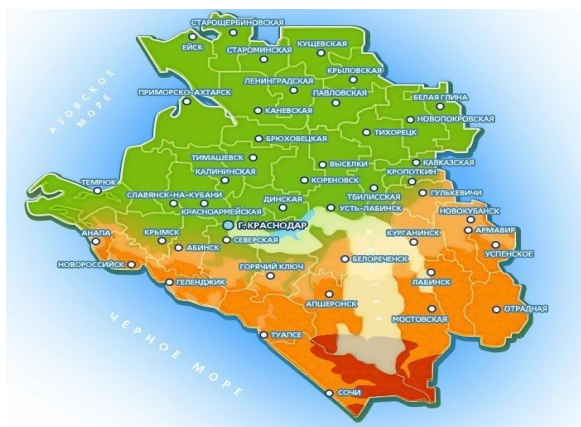 СТАРОЩЕРБИНОВСКАЯ
ЕЙСК
СТАРОМИНСКАЯ
КУЩЕВСКАЯ
КРЫЛОВСКАЯ
ЛЕНИНГРАДСКАЯ
ПАВЛОВСКАЯ
ПРИМОРСКО-АХТАРСК
БЕЛАЯ ГЛИНА
КАНЕВСКАЯ
НОВОПОКРОВСКАЯ
АЗОВСКОЕ
МОРЕ
БРЮХОВЕЦКАЯ
ТИХОРЕЦК
ТИМАШЕВСК
ВЫСЕЛКИ
КАВКАЗСКАЯ
КАЛИНИНСКАЯ
КРОПОТКИН
ТЕМРЮК
КОРЕНОВСК
ТБИЛИССКАЯ
ГУЛЬКЕВИЧИ
СЛАВЯНСК-НА-КУБАНИ
ДИНСКАЯ
УСТЬ-ЛАБИНСК
КРАСНОАРМЕЙСКАЯ
НОВОКУБАНСК
Г. КРАСНОДАР
АНАПА
КРЫМСК
СЕВЕРСКАЯ
КУРГАНИНСК
АРМАВИР
АБИНСК
УСПЕНСКОЕ
НОВОРОССИЙСК
ГОРЯЧИЙ КЛЮЧ
БЕЛОРЕЧЕНСК
ГЕЛЕНДЖИК
ЛАБИНСК
АПШЕРОНСК
ОТРАДНАЯ
МОСТОВСКАЯ
ЧЕРНОЕ МОРЕ
ТУАПСЕ
СОЧИ